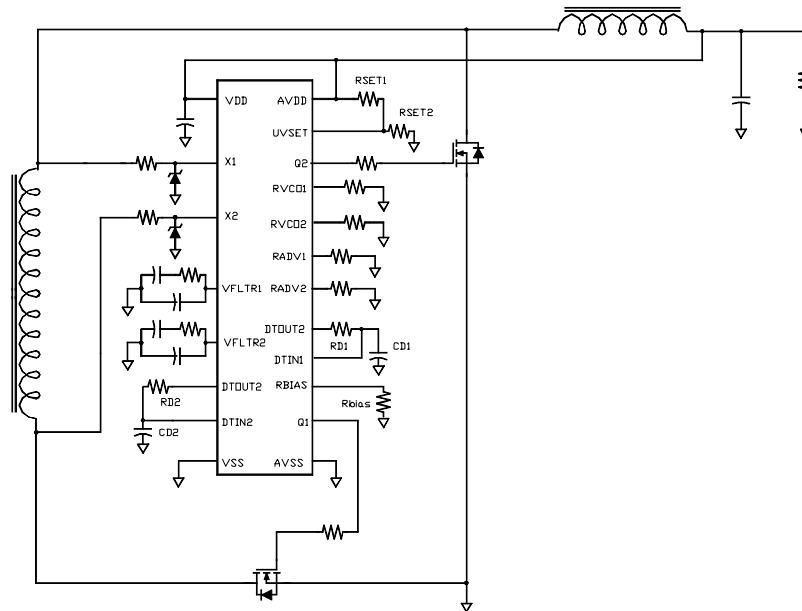 RSET1
RSET2
VDD
AVDD
UVSET
X1
Q2
RVCO1
X2
RVCO2
RADV1
VFLTR1
RADV2
DTOUT2
RD1
CD1
VFLTR2
DTIN1
DTOUT2
RBIAS
RD2
Rbias
DTIN2
Q1
CD2
VSS
AVSS